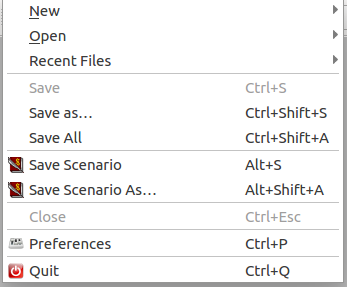 New
Open
Recent Files
Save Ctrl+S
Save as... Ctrl+Shift+S
Save All Ctrl+Shift+A
Save Scenario Alt+S
Save Scenario As... Alt+Shift+A
Close Ctrl+Esc
Preferences Ctrl+P
Quit Ctrl+Q